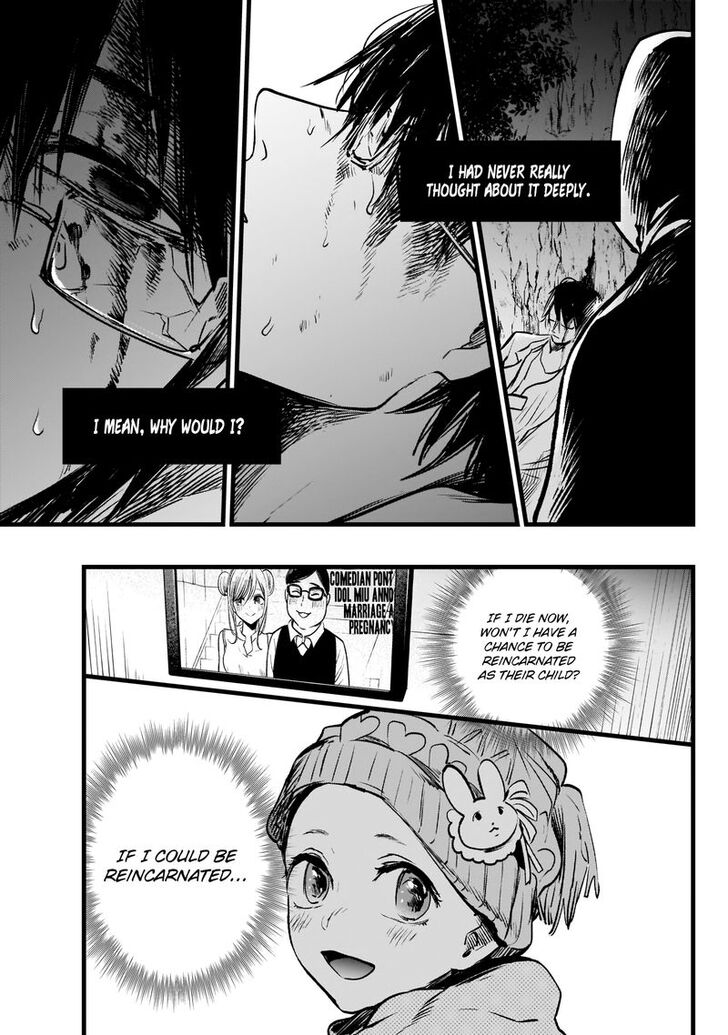 I HAD NEVER REALLY
THOUGHT ABOUT IT DEEPLY.
I MEAN, WHY WOULD I?
IF I DIE NOW,
WON'T I HAVE A
CHANCE TO BE
REINCARNATED
AS THEIR CHILD?
COMEDIAN PONT
IDOL MIU ANNO
MARRIAGE A
PREGNANCY
IF I COULD BE
REINCARNATED...